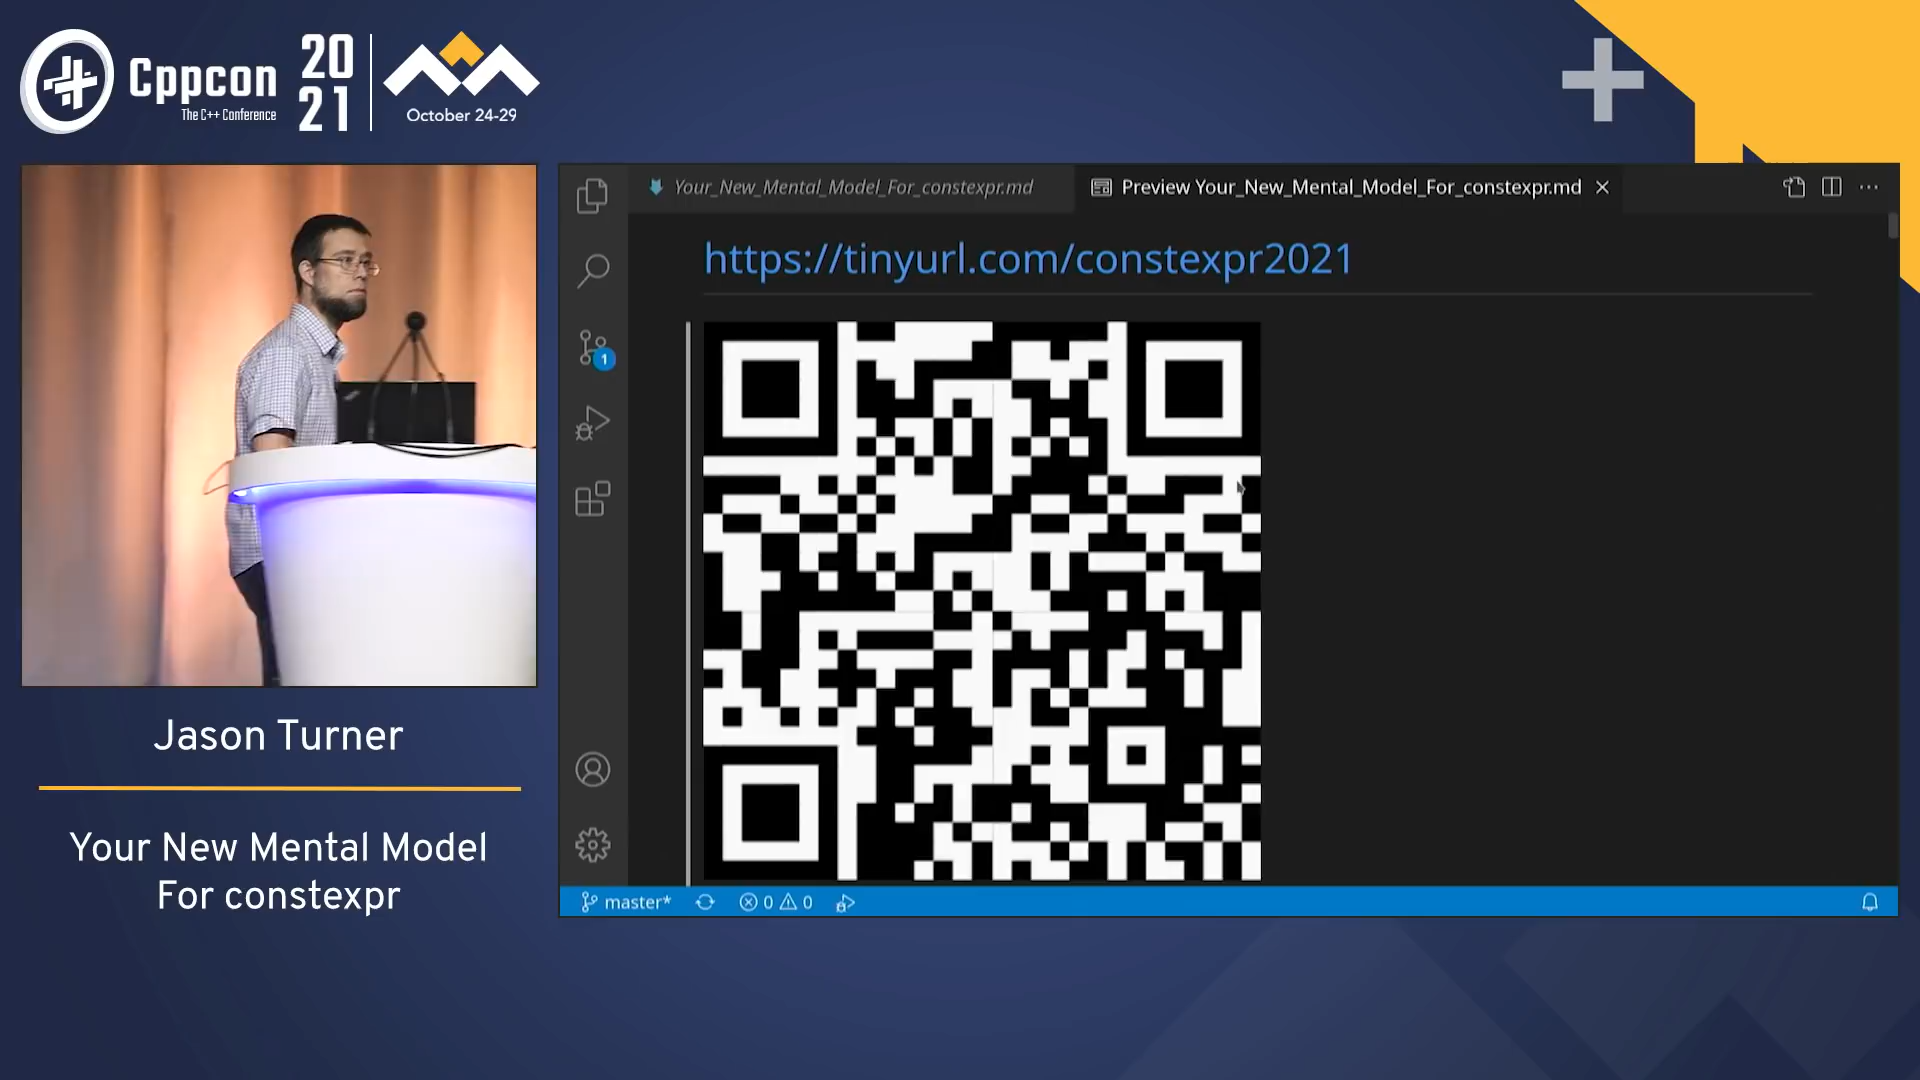 Cppcon
The C++ Conference
20
21
October 24-29
Your_New_Mental_Model_For_constexpr.md
Preview Your_New_Mental_Model_For_constexpr.md
https://tinyurl.com/constexpr2021
1
Jason Turner
Your New Mental Model
For constexpr
master*
0
0